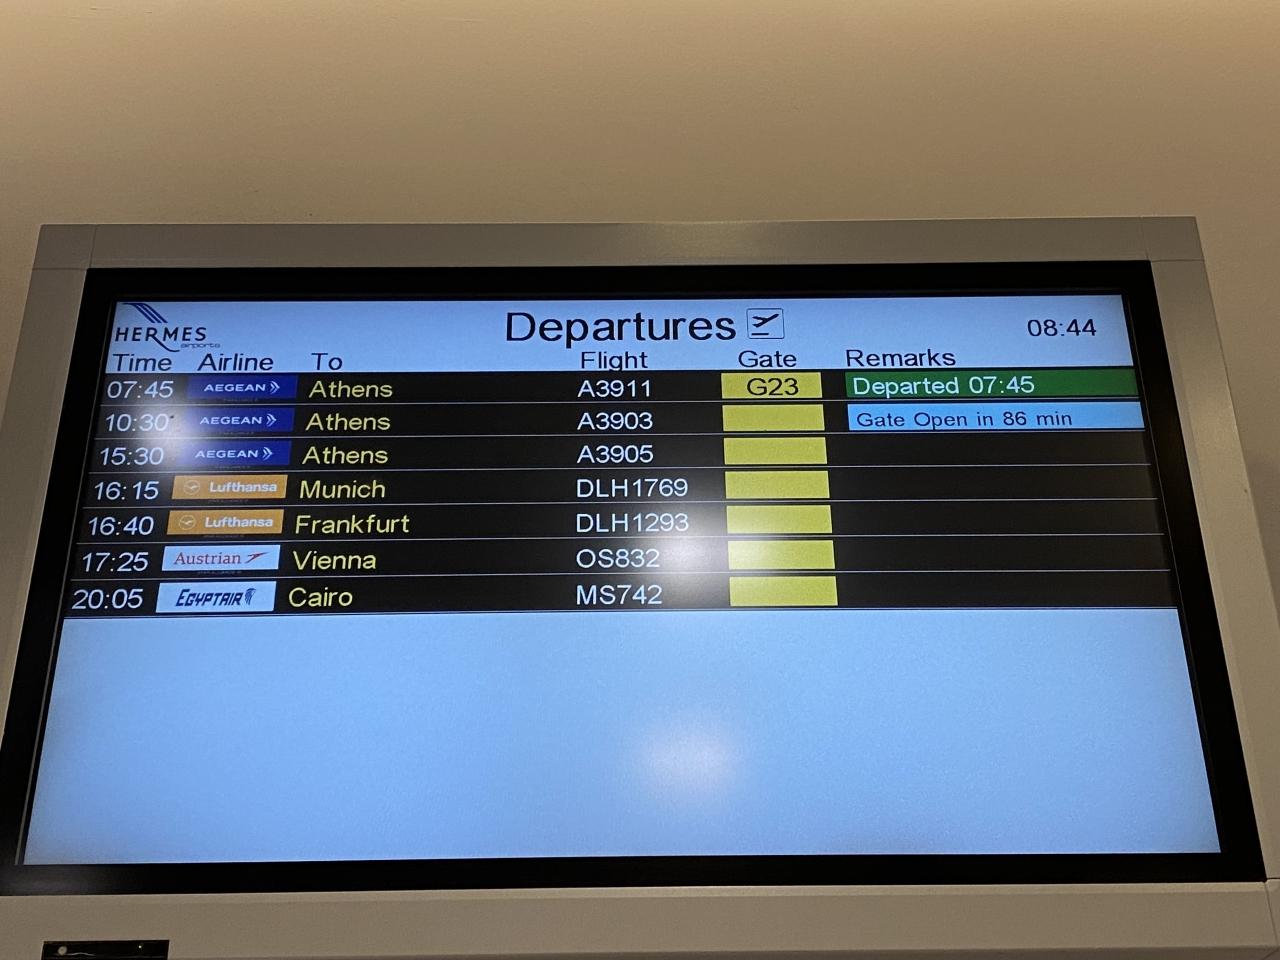 HERMES
airports
Departures 08:44
Time Airline To Flight Gate Remarks
07:45 AEGEAN Athens A3911 G23 Departed 07:45
10:30 AEGEAN Athens A3903 Gate Open in 86 min
15:30 AEGEAN Athens A3905
16:15 Lufthansa Munich DLH1769
16:40 Lufthansa Frankfurt DLH1293
17:25 Austrian Vienna OS832
20:05 EGYPTAIR Cairo MS742